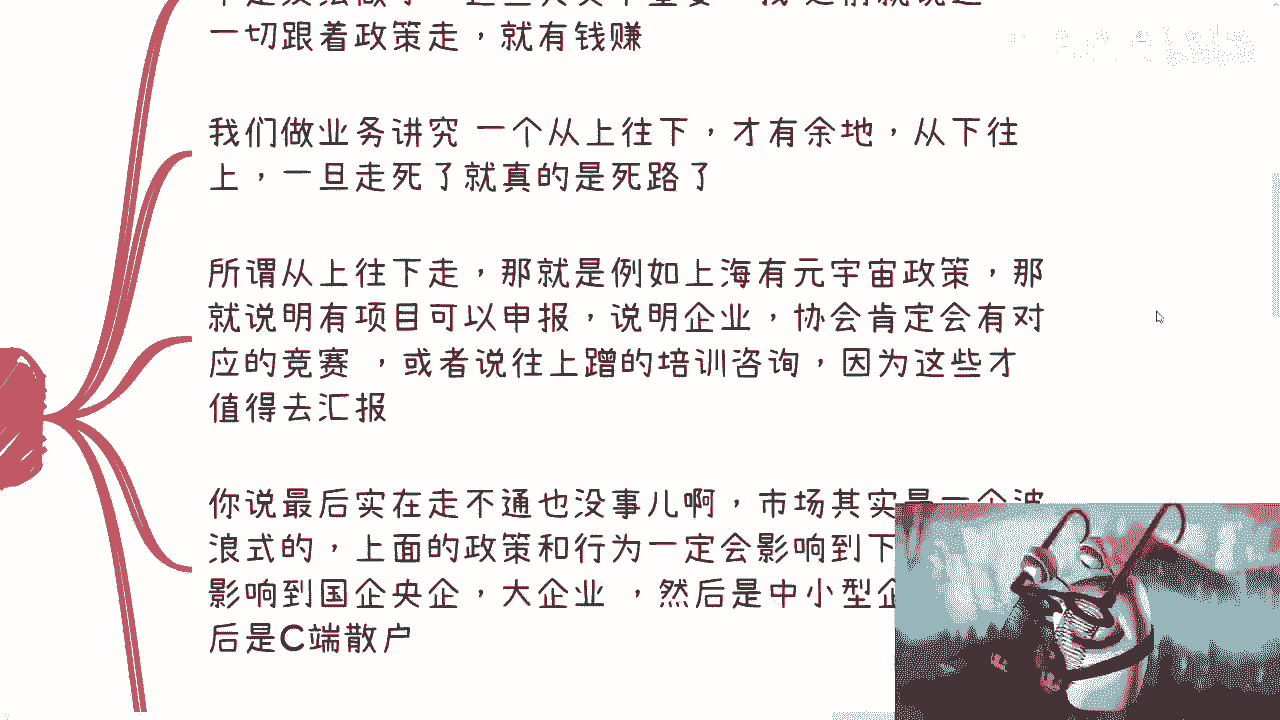 一切跟着政策走，就有钱赚
我们做业务讲究 一个从上往下，才有余地，从下往
上，一旦走死了就真的是死路了
所谓从上往下走，那就是例如上海有元宇宙政策，那
就说明有项目可以申报，说明企业，协会肯定会有对
应的竞赛 ，或者说往上蹭的培训咨询，因为这些才
值得去汇报
你说最后实在走不通也没事儿啊，市场其实是一个波
浪式的，上面的政策和行为一定会影响到下
影响到国企央企，大企业 ，然后是中小型企
后是C端散户